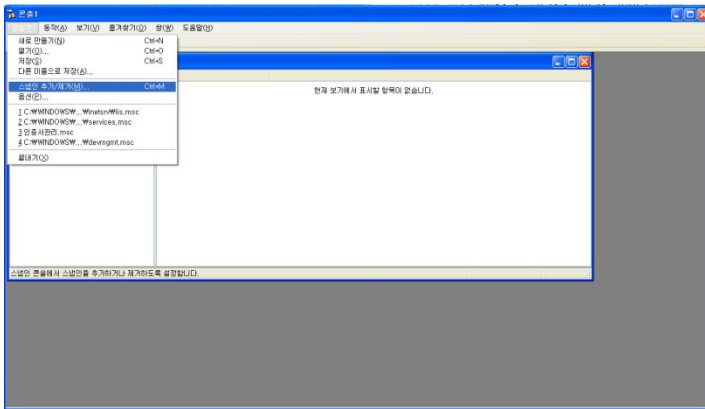 콘솔1
동작(A) 보기(V) 즐겨찾기(O) 창(W) 도움말(H)
새로 만들기(N) Ctrl+N
열기(O)... Ctrl+O
저장(S) Ctrl+S
다른 이름으로 저장(A)...
스냅인 추가/제거(M)... Ctrl+M
옵션(P)...
1 C:₩WINDOWS₩...₩inetsrv₩iis.msc
2 C:₩WINDOWS₩...₩services.msc
3 인증서관리.msc
4 C:₩WINDOWS₩...₩devmgmt.msc
끝내기(X)
현재 보기에서 표시할 항목이 없습니다.
스냅인 콘솔에서 스냅인을 추가하거나 제거하도록 설정합니다.